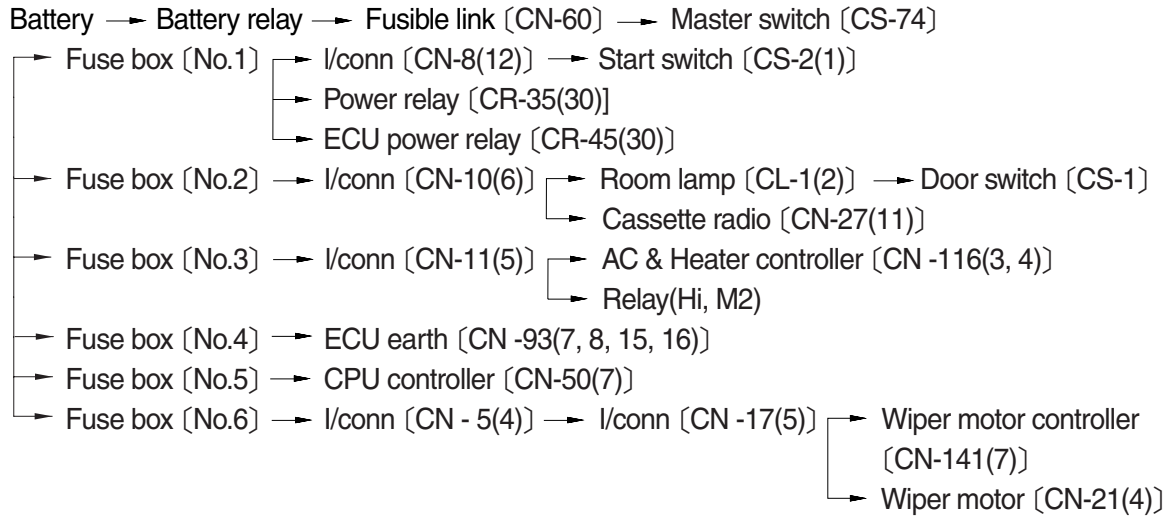 Battery → Battery relay → Fusible link〔CN-60〕 → Master switch〔CS-74〕
Fuse box〔No.1〕 → I/conn〔CN-8(12)〕 → Start switch〔CS-2(1)〕
→ Power relay〔CR-35(30)]
→ ECU power relay〔CR-45(30)〕
Fuse box〔No.2〕 → I/conn〔CN-10(6)〕 → Room lamp〔CL-1(2)〕 → Door switch〔CS-1〕
→ Cassette radio〔CN-27(11)〕
Fuse box〔No.3〕 → I/conn〔CN-11(5)〕 → AC & Heater controller〔CN -116(3, 4)〕
→ Relay(Hi, M2)
Fuse box〔No.4〕 → ECU earth〔CN -93(7, 8, 15, 16)〕
Fuse box〔No.5〕 → CPU controller〔CN-50(7)〕
Fuse box〔No.6〕 → I/conn〔CN - 5(4)〕 → I/conn〔CN -17(5)〕 → Wiper motor controller
〔CN-141(7)〕
→ Wiper motor〔CN-21(4)〕